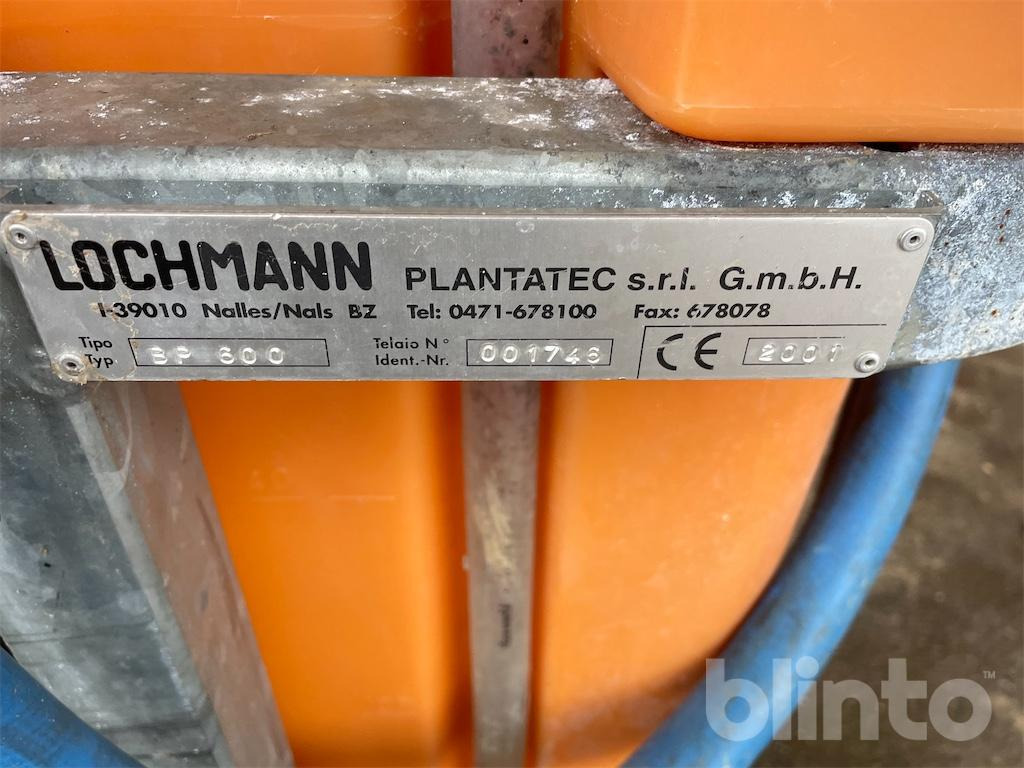 LOCHMANN PLANTATEC s.r.l. G.m.b.H.
I-39010 Nalles/Nals BZ Tel: 0471-678100 Fax: 678078
Tipo Telaio N°
Typ BP 600 Ident.-Nr. 001746 CE 2001
blinto™